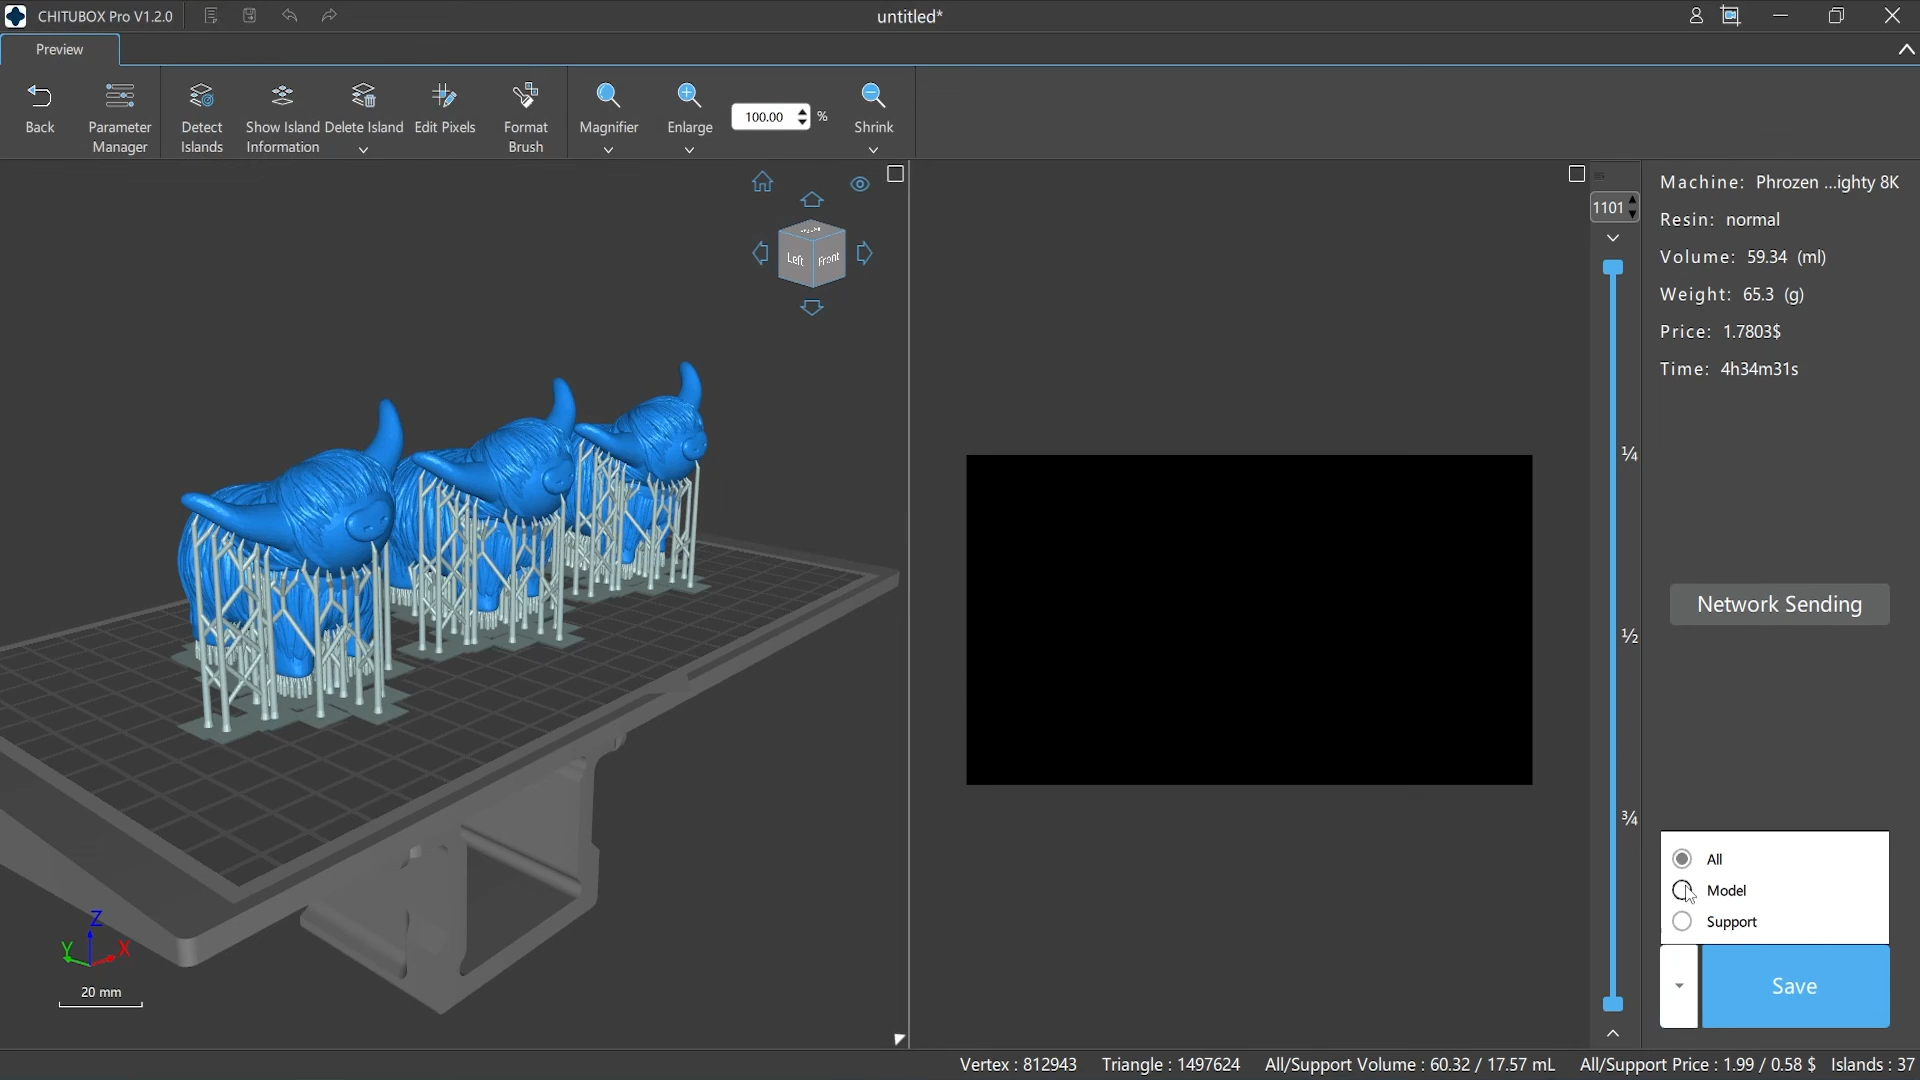 CHITUBOX Pro V1.2.0
untitled*
Preview
Back
Parameter
Manager
Detect
Islands
Show Island
Information
Delete Island
Edit Pixels
Format
Brush
Magnifier
Enlarge
100.00
%
Shrink
Left
Front
1101
1/4
1/2
3/4
Machine: Phrozen ...ighty 8K
Resin: normal
Volume: 59.34 (ml)
Weight: 65.3 (g)
Price: 1.7803$
Time: 4h34m31s
Network Sending
All
Model
Support
Save
Z
Y
X
20 mm
Vertex : 812943
Triangle : 1497624
All/Support Volume : 60.32 / 17.57 mL
All/Support Price : 1.99 / 0.58 $
Islands : 37